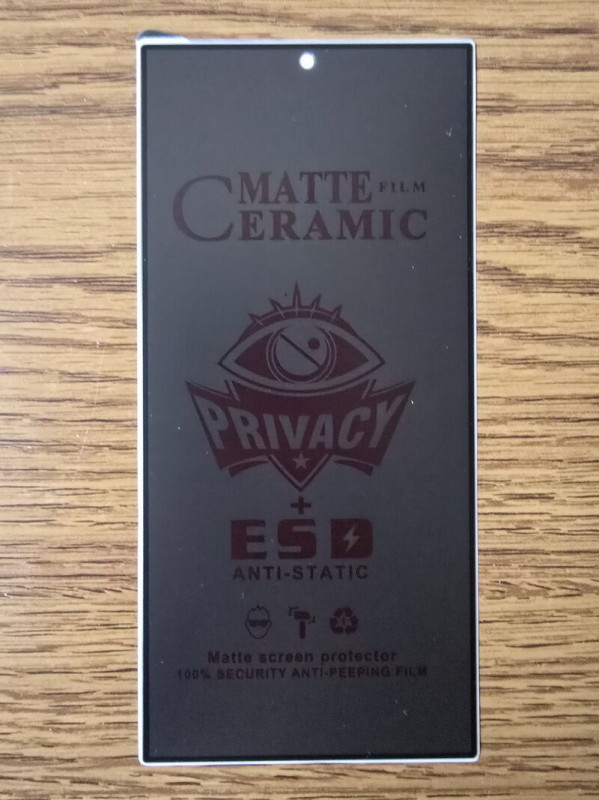 MATTE FILM
CERAMIC
PRIVACY
+
ESD
ANTI-STATIC
Matte screen protector
100% SECURITY ANTI-PEEPING FILM